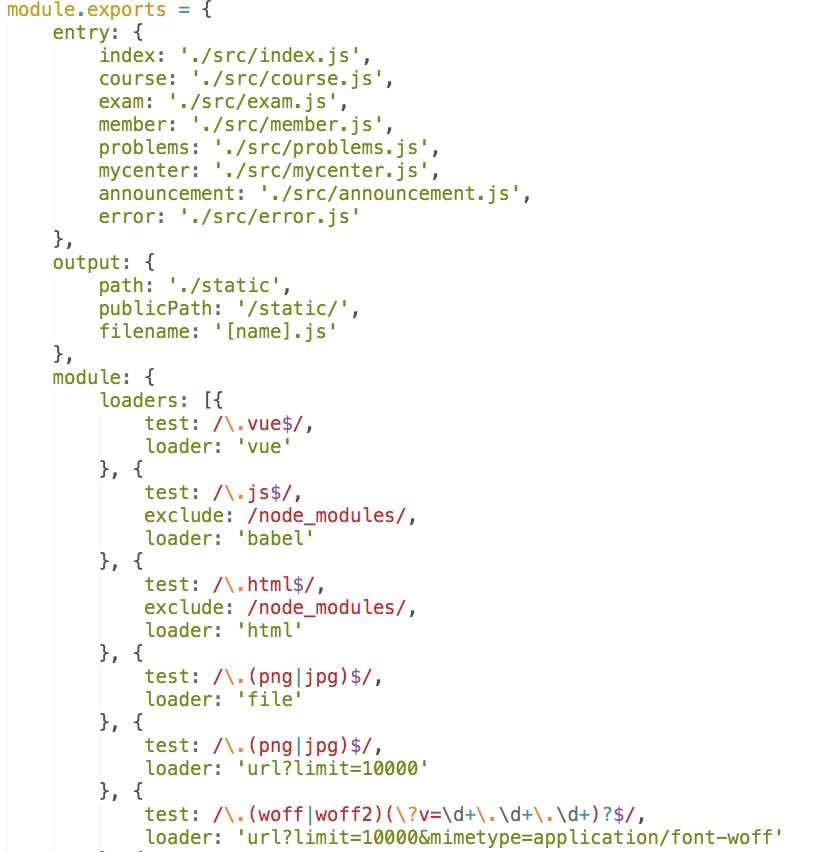 module.exports = {
    entry: {
        index: './src/index.js',
        course: './src/course.js',
        exam: './src/exam.js',
        member: './src/member.js',
        problems: './src/problems.js',
        mycenter: './src/mycenter.js',
        announcement: './src/announcement.js',
        error: './src/error.js'
    },
    output: {
        path: './static',
        publicPath: '/static/',
        filename: '[name].js'
    },
    module: {
        loaders: [{
            test: /\.vue$/,
            loader: 'vue'
        }, {
            test: /\.js$/,
            exclude: /node_modules/,
            loader: 'babel'
        }, {
            test: /\.html$/,
            exclude: /node_modules/,
            loader: 'html'
        }, {
            test: /\.(png|jpg)$/,
            loader: 'file'
        }, {
            test: /\.(png|jpg)$/,
            loader: 'url?limit=10000'
        }, {
            test: /\.(woff|woff2)(\?v=\d+\.\d+\.\d+)?$/,
            loader: 'url?limit=10000&mimetype=application/font-woff'